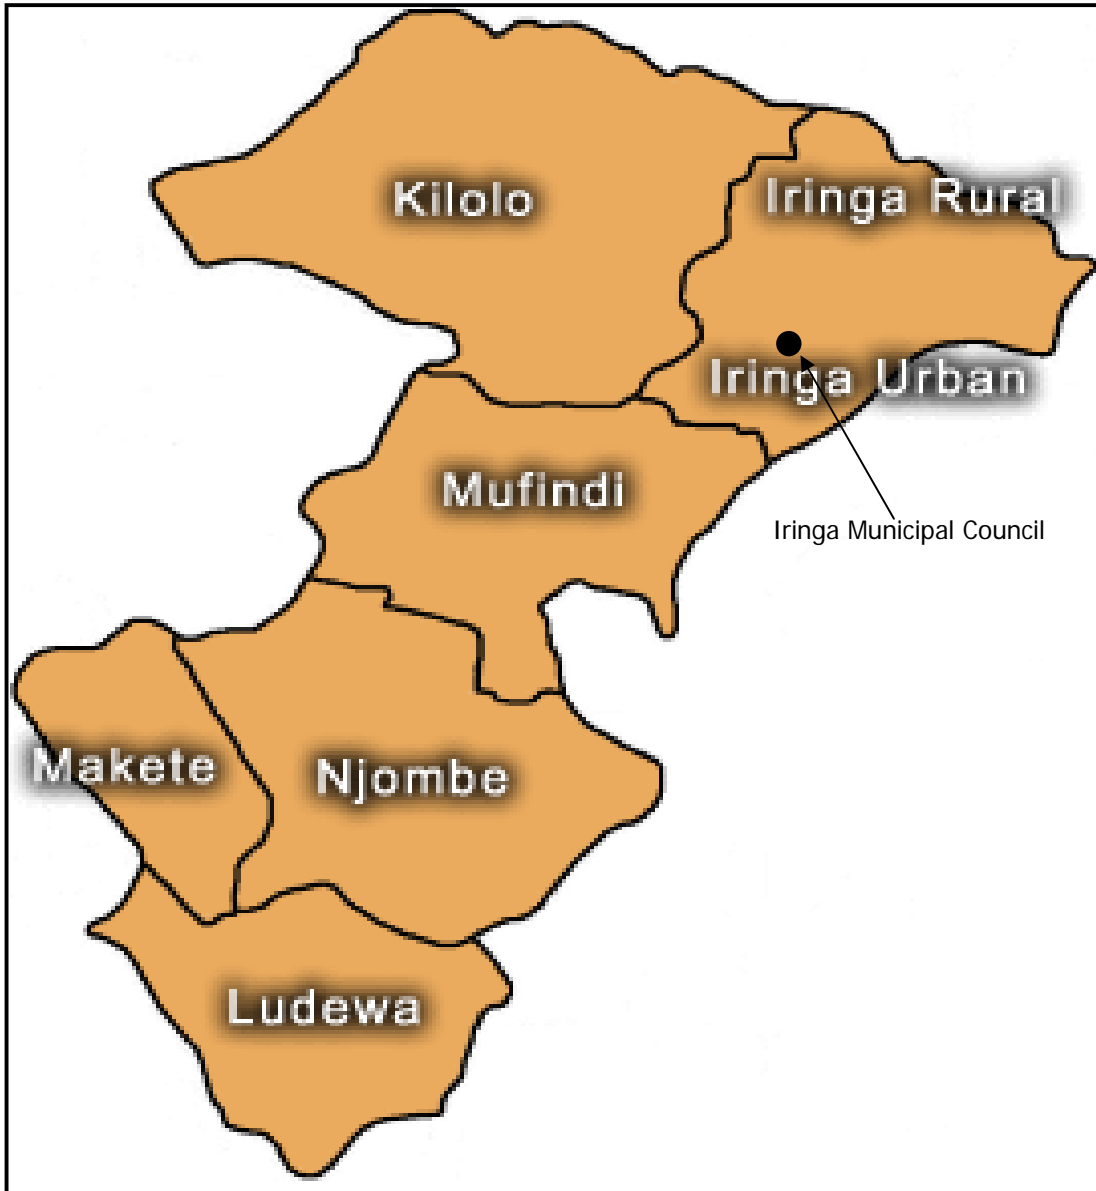 Kilolo
Iringa Rural
Iringa Urban
Mufindi
Iringa Municipal Council
Makete
Njombe
Ludewa